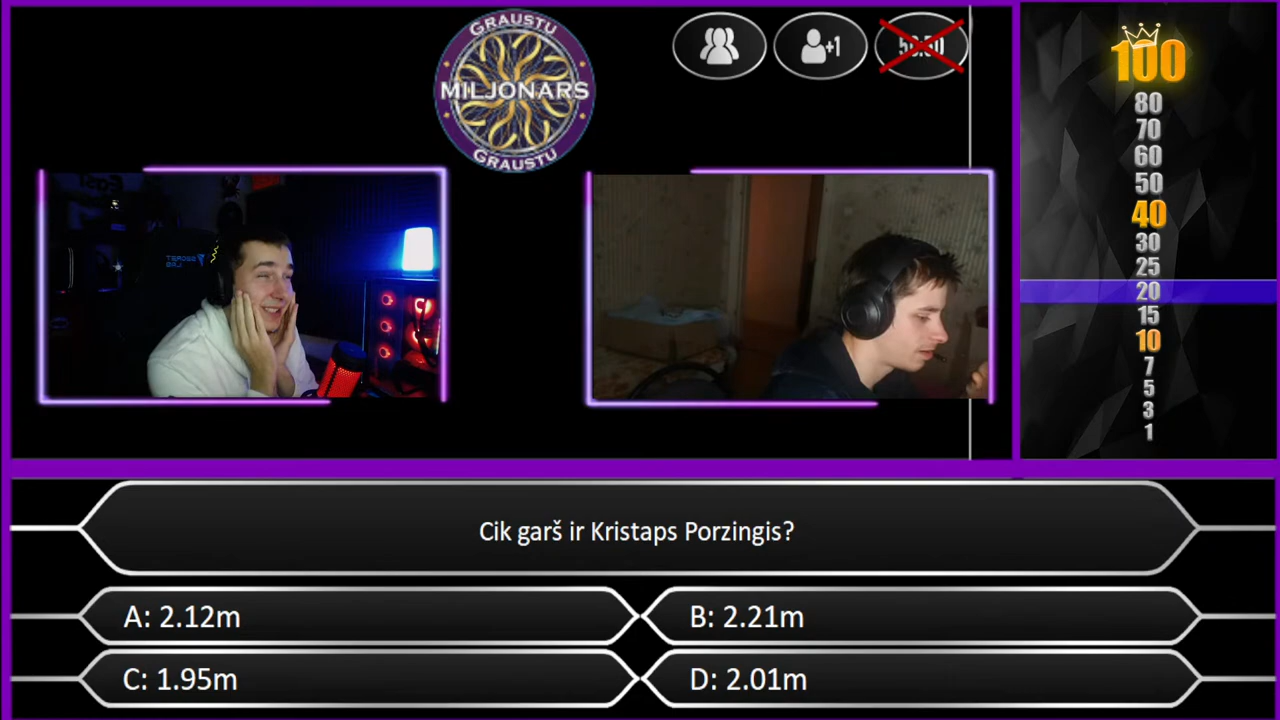 GRAUSTU
MILJONARS
GRAUSTU
+1
50:50
100
80
70
60
50
40
30
25
20
15
10
7
5
3
1
Cik garš ir Kristaps Porzingis?
A: 2.12m
B: 2.21m
C: 1.95m
D: 2.01m